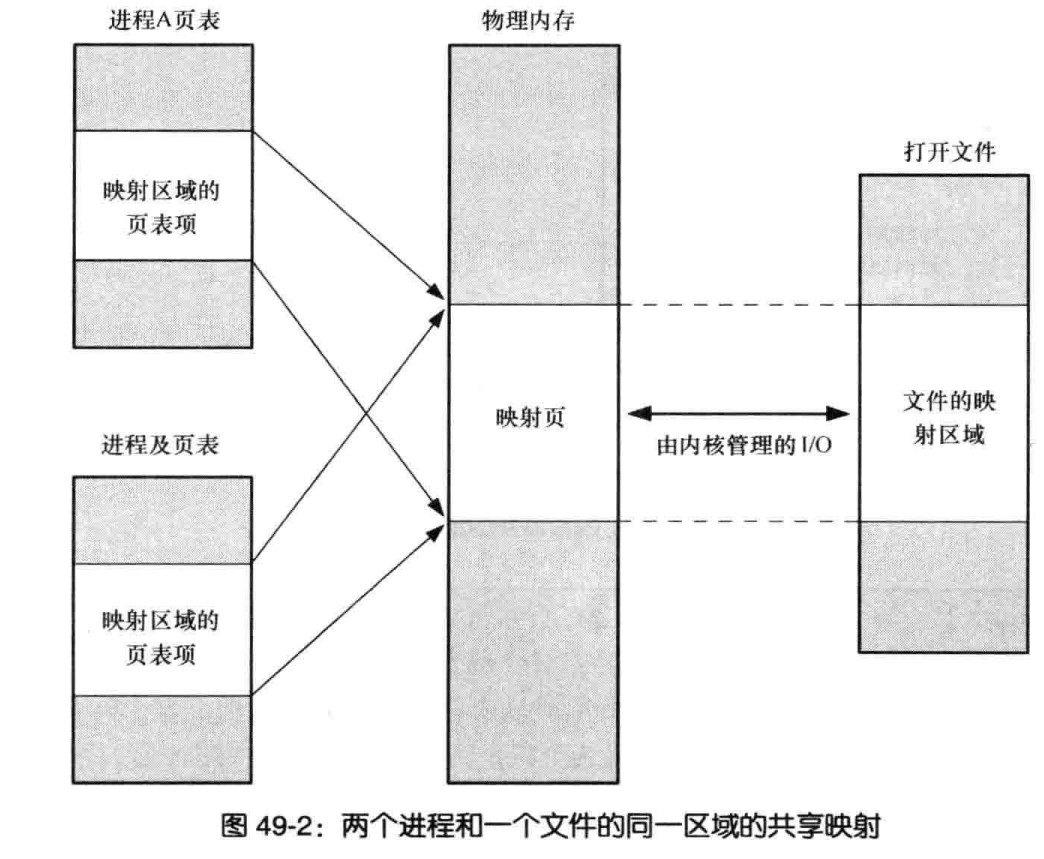 进程A页表
物理内存
打开文件
映射区域的
页表项
映射页
文件的映
射区域
由内核管理的 I/O
进程及页表
映射区域的
页表项
图 49-2：两个进程和一个文件的同一区域的共享映射